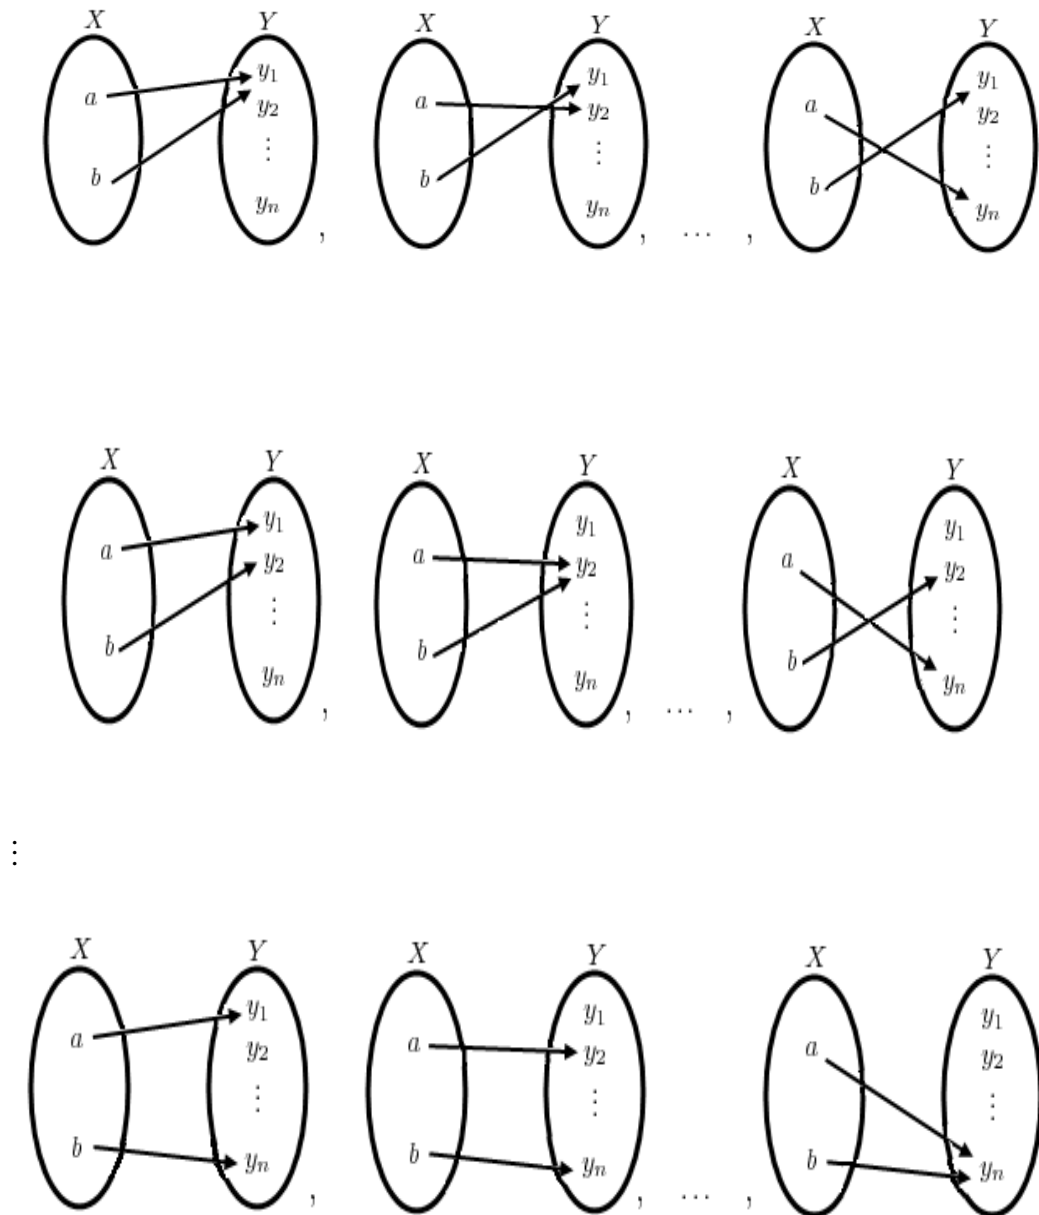 X Y X Y X Y
a y₁ a y₁ a y₁
y₂ y₂ y₂
⋮ ⋮ ⋮
b yₙ , b yₙ , ⋯ , b yₙ
X Y X Y X Y
a y₁ a y₁ a y₁
y₂ y₂ y₂
⋮ ⋮ ⋮
b yₙ , b yₙ , ⋯ , b yₙ
⋮
X Y X Y X Y
a y₁ a y₁ a y₁
y₂ y₂ y₂
⋮ ⋮ ⋮
b yₙ , b yₙ , ⋯ , b yₙ